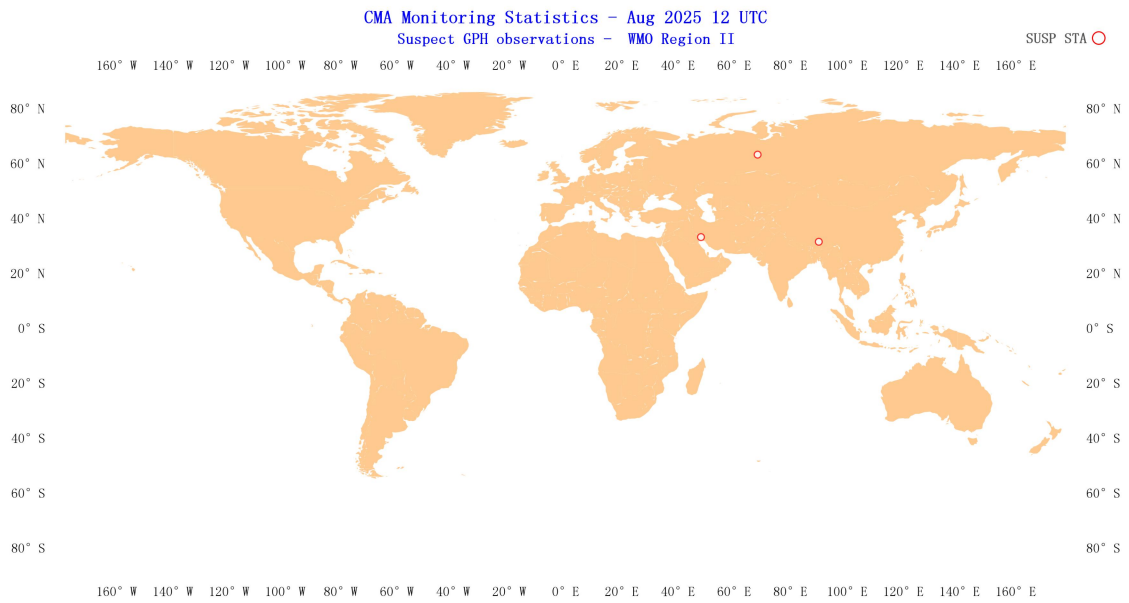 CMA Monitoring Statistics - Aug 2025 12 UTC
Suspect GPH observations - WMO Region II
SUSP STA
160° W 140° W 120° W 100° W 80° W 60° W 40° W 20° W 0° E 20° E 40° E 60° E 80° E 100° E 120° E 140° E 160° E
80° N 80° N
60° N 60° N
40° N 40° N
20° N 20° N
0° S 0° S
20° S 20° S
40° S 40° S
60° S 60° S
80° S 80° S
160° W 140° W 120° W 100° W 80° W 60° W 40° W 20° W 0° E 20° E 40° E 60° E 80° E 100° E 120° E 140° E 160° E